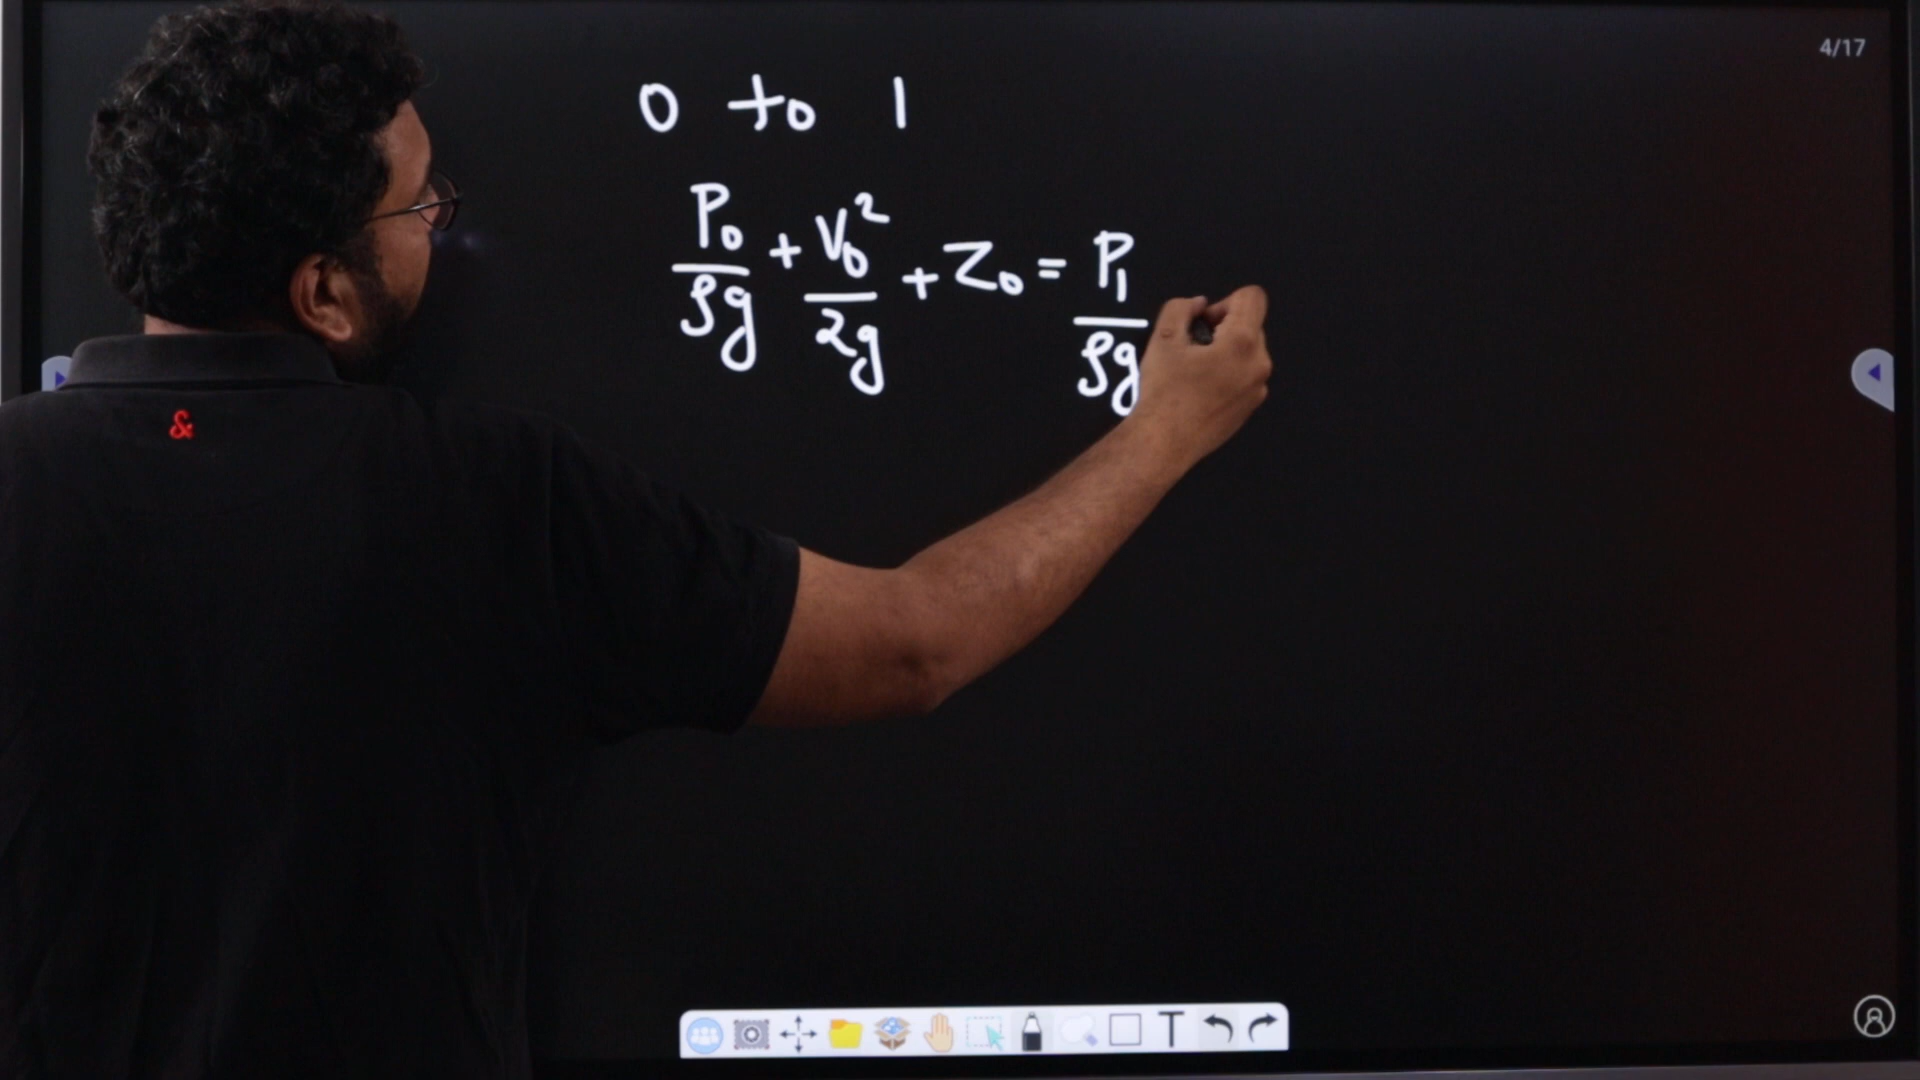 4/17
0 to 1
P₀/ρg + V₀²/2g + Z₀ = P₁/ρg
&
T